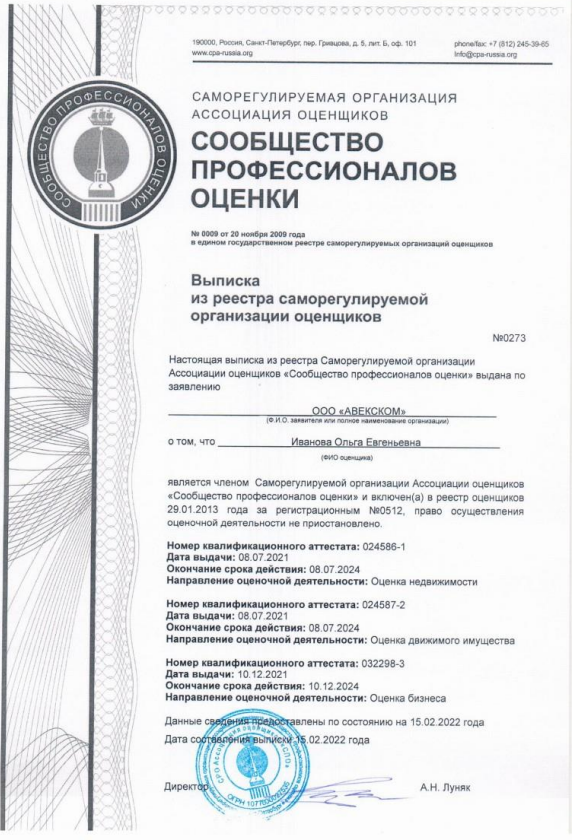 190000, Россия, Санкт-Петербург, пер. Гривцова, д. 5, лит. Б, оф. 101
www.cpa-russia.org
phone/fax: +7 (812) 245-39-65
Info@cpa-russia.org
СООБЩЕСТВО ПРОФЕССИОНАЛОВ ОЦЕНКИ
САМОРЕГУЛИРУЕМАЯ ОРГАНИЗАЦИЯ
АССОЦИАЦИЯ ОЦЕНЩИКОВ
СООБЩЕСТВО
ПРОФЕССИОНАЛОВ
ОЦЕНКИ
№ 0009 от 20 ноября 2009 года
в едином государственном реестре саморегулируемых организаций оценщиков
Выписка
из реестра саморегулируемой
организации оценщиков
№0273
Настоящая выписка из реестра Саморегулируемой организации
Ассоциации оценщиков «Сообщество профессионалов оценки» выдана по
заявлению
ООО «АВЕКСКОМ»
(Ф.И.О. заявителя или полное наименование организации)
о том, что Иванова Ольга Евгеньевна
(ФИО оценщика)
является членом Саморегулируемой организации Ассоциации оценщиков
«Сообщество профессионалов оценки» и включен(а) в реестр оценщиков
29.01.2013 года за регистрационным №0512, право осуществления
оценочной деятельности не приостановлено.
Номер квалификационного аттестата: 024586-1
Дата выдачи: 08.07.2021
Окончание срока действия: 08.07.2024
Направление оценочной деятельности: Оценка недвижимости
Номер квалификационного аттестата: 024587-2
Дата выдачи: 08.07.2021
Окончание срока действия: 08.07.2024
Направление оценочной деятельности: Оценка движимого имущества
Номер квалификационного аттестата: 032298-3
Дата выдачи: 10.12.2021
Окончание срока действия: 10.12.2024
Направление оценочной деятельности: Оценка бизнеса
Данные сведения предоставлены по состоянию на 15.02.2022 года
Дата составления выписки 15.02.2022 года
Директор
А.Н. Луняк